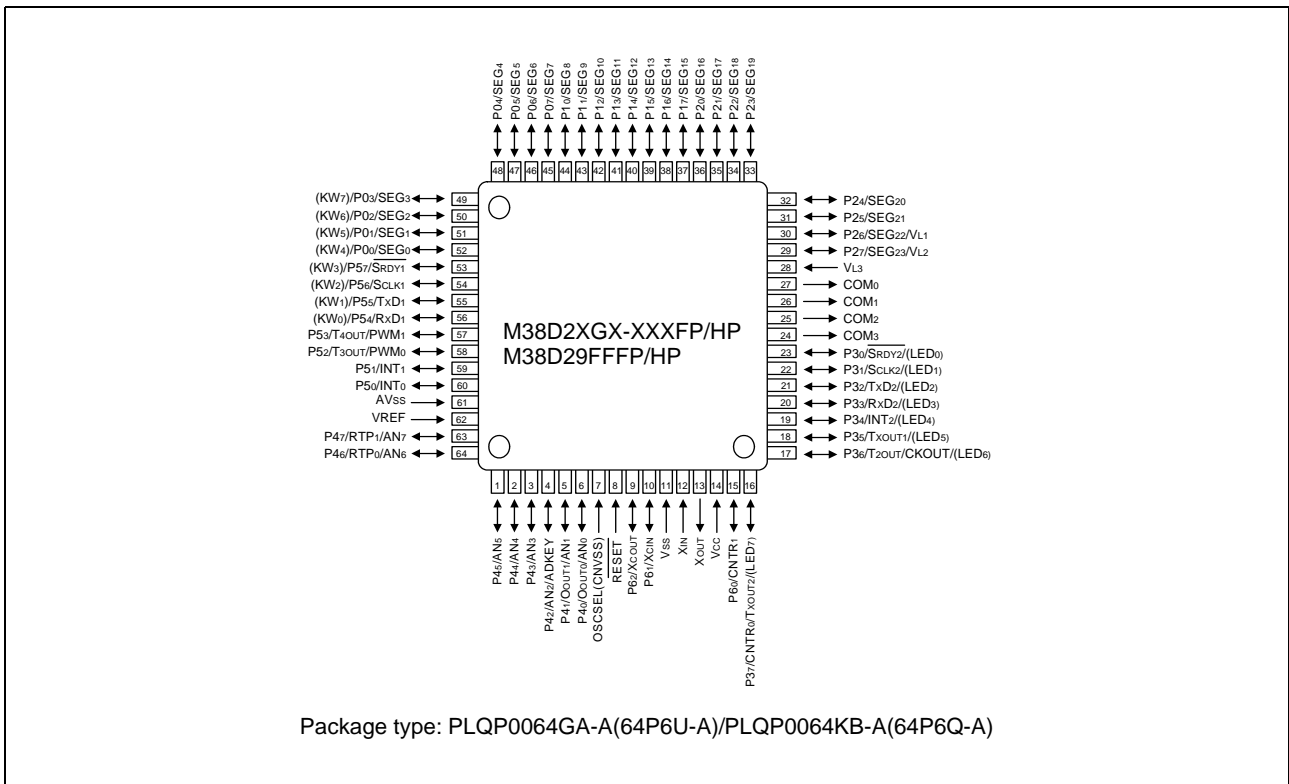 P04/SEG4
P05/SEG5
P06/SEG6
P07/SEG7
P10/SEG8
P11/SEG9
P12/SEG10
P13/SEG11
P14/SEG12
P15/SEG13
P16/SEG14
P17/SEG15
P20/SEG16
P21/SEG17
P22/SEG18
P23/SEG19
48 47 46 45 44 43 42 41 40 39 38 37 36 35 34 33
(KW7)/P03/SEG3 49
(KW6)/P02/SEG2 50
(KW5)/P01/SEG1 51
(KW4)/P00/SEG0 52
(KW3)/P57/SRDY1 53
(KW2)/P56/SCLK1 54
(KW1)/P55/TXD1 55
(KW0)/P54/RXD1 56
P53/T4OUT/PWM1 57
P52/T3OUT/PWM0 58
P51/INT1 59
P50/INT0 60
AVSS 61
VREF 62
P47/RTP1/AN7 63
P46/RTP0/AN6 64
M38D2XGX-XXXFP/HP
M38D29FFFP/HP
32 P24/SEG20
31 P25/SEG21
30 P26/SEG22/VL1
29 P27/SEG23/VL2
28 VL3
27 COM0
26 COM1
25 COM2
24 COM3
23 P30/SRDY2/(LED0)
22 P31/SCLK2/(LED1)
21 P32/TXD2/(LED2)
20 P33/RXD2/(LED3)
19 P34/INT2/(LED4)
18 P35/TXOUT1/(LED5)
17 P36/T2OUT/CKOUT/(LED6)
1 2 3 4 5 6 7 8 9 10 11 12 13 14 15 16
P45/AN5
P44/AN4
P43/AN3
P42/AN2/ADKEY
P41/OOUT1/AN1
P40/OOUT0/AN0
OSCSEL(CNVSS)
RESET
P62/XCOUT
P61/XCIN
VSS
XIN
XOUT
VCC
P60/CNTR1
P37/CNTR0/TXOUT2/(LED7)
Package type: PLQP0064GA-A(64P6U-A)/PLQP0064KB-A(64P6Q-A)